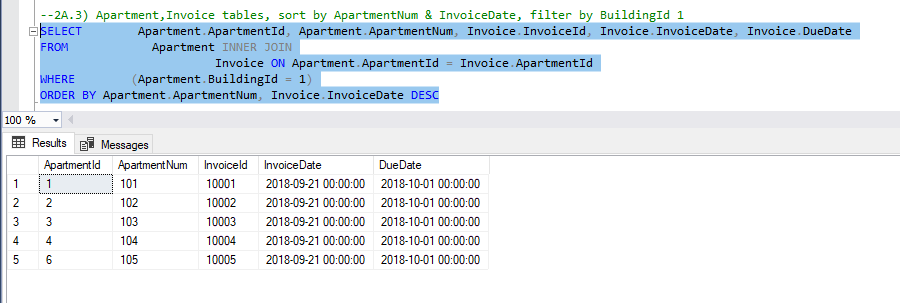 --2A.3) Apartment,Invoice tables, sort by ApartmentNum & InvoiceDate, filter by BuildingId 1
SELECT Apartment.ApartmentId, Apartment.ApartmentNum, Invoice.InvoiceId, Invoice.InvoiceDate, Invoice.DueDate
FROM Apartment INNER JOIN
Invoice ON Apartment.ApartmentId = Invoice.ApartmentId
WHERE (Apartment.BuildingId = 1)
ORDER BY Apartment.ApartmentNum, Invoice.InvoiceDate DESC
100 %
Results Messages
ApartmentId ApartmentNum InvoiceId InvoiceDate DueDate
1 1 101 10001 2018-09-21 00:00:00 2018-10-01 00:00:00
2 2 102 10002 2018-09-21 00:00:00 2018-10-01 00:00:00
3 3 103 10003 2018-09-21 00:00:00 2018-10-01 00:00:00
4 4 104 10004 2018-09-21 00:00:00 2018-10-01 00:00:00
5 6 105 10005 2018-09-21 00:00:00 2018-10-01 00:00:00